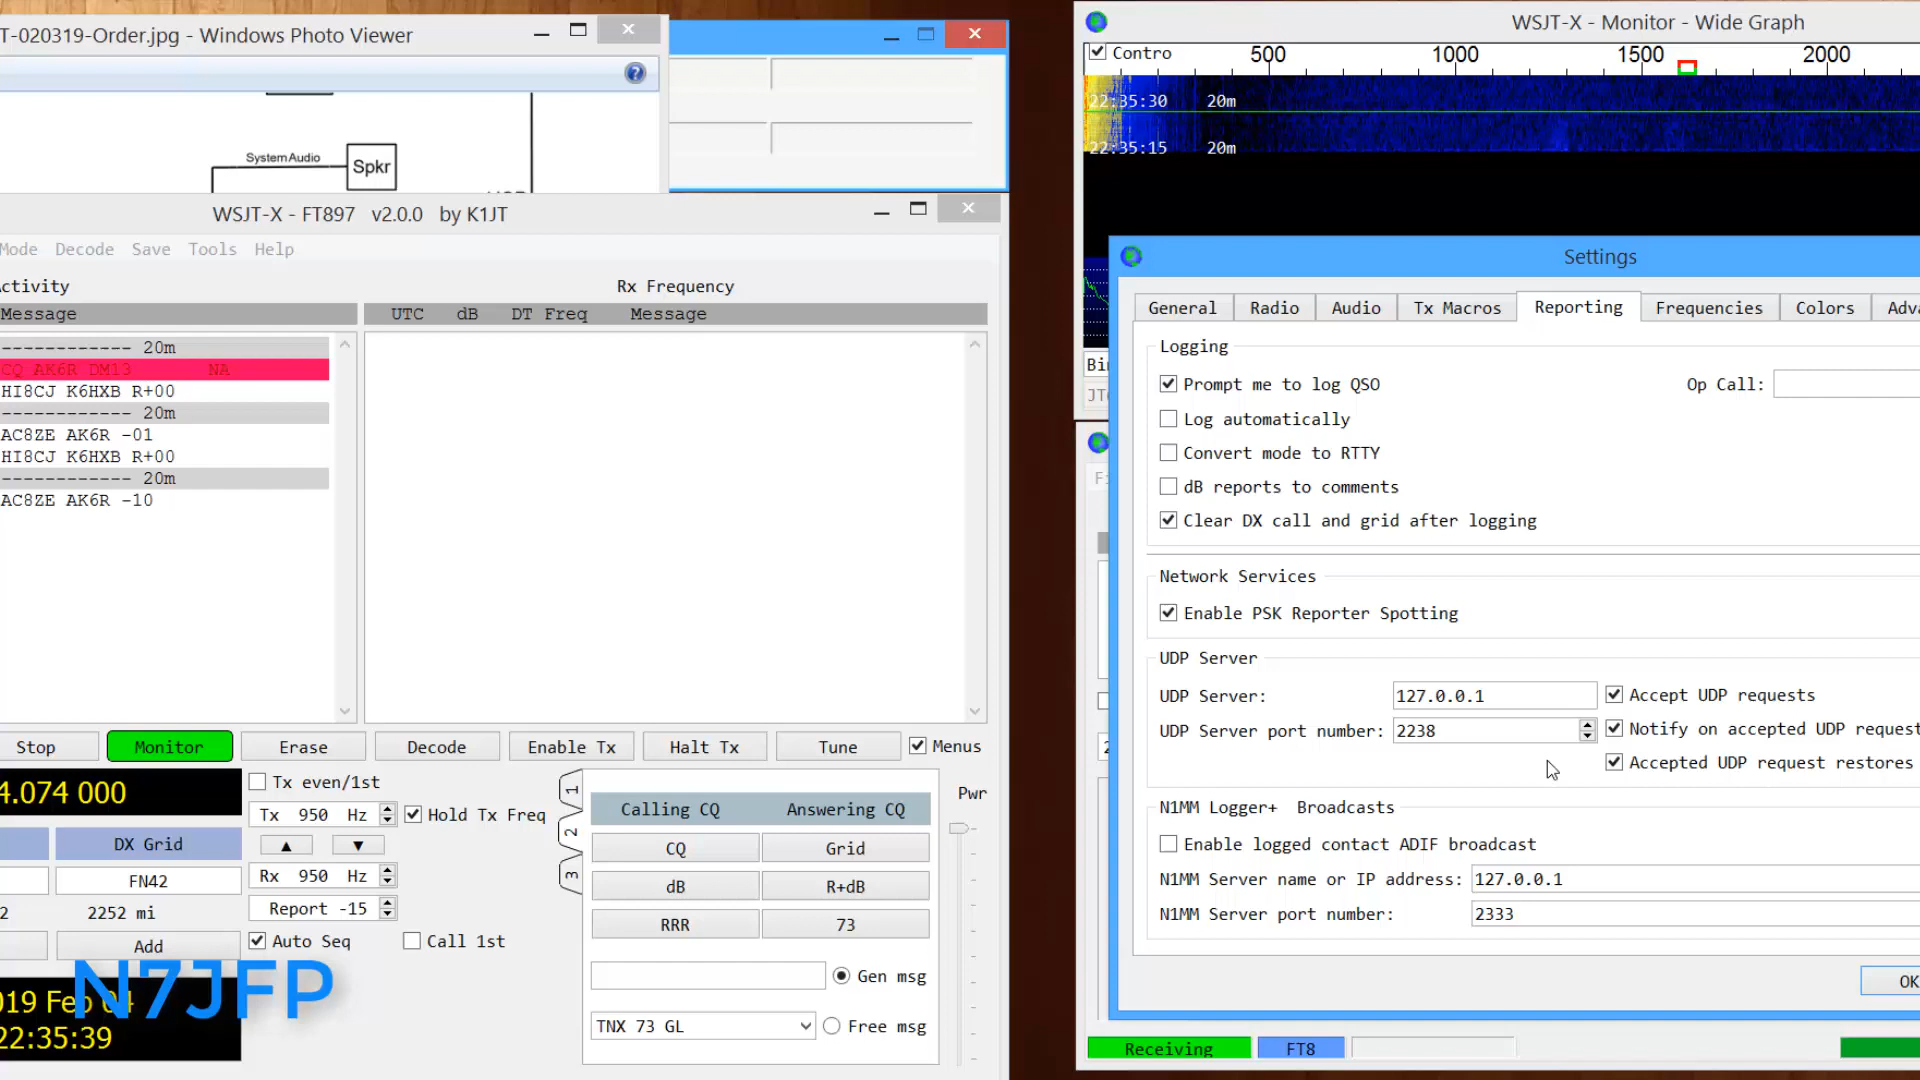 T-020319-Order.jpg - Windows Photo Viewer
System Audio
Spkr
WSJT-X - FT897 v2.0.0 by K1JT
Mode Decode Save Tools Help
Rx Frequency
Message
UTC dB DT Freq Message
------------ 20m
CQ AK6R DM13 NA
HI8CJ K6HXB R+00
------------ 20m
AC8ZE AK6R -01
HI8CJ K6HXB R+00
------------ 20m
AC8ZE AK6R -10
Stop Monitor Erase Decode Enable Tx Halt Tx Tune Menus
4.074 000
Tx even/1st
Tx 950 Hz
Hold Tx Freq
DX Grid
FN42
Rx 950 Hz
2 2252 mi
Report -15
Add
Auto Seq
Call 1st
N7JFP
019 Feb 04
22:35:39
1
2
3
Calling CQ Answering CQ
CQ Grid
dB R+dB
RRR 73
Gen msg
TNX 73 GL
Free msg
Pwr
WSJT-X - Monitor - Wide Graph
Contro
500 1000 1500 2000
22:35:30 20m
22:35:15 20m
Settings
General Radio Audio Tx Macros Reporting Frequencies Colors Adva
Logging
Prompt me to log QSO
Op Call:
Log automatically
Convert mode to RTTY
dB reports to comments
Clear DX call and grid after logging
Network Services
Enable PSK Reporter Spotting
UDP Server
UDP Server: 127.0.0.1
Accept UDP requests
UDP Server port number: 2238
Notify on accepted UDP request
Accepted UDP request restores
N1MM Logger+ Broadcasts
Enable logged contact ADIF broadcast
N1MM Server name or IP address: 127.0.0.1
N1MM Server port number: 2333
OK
Receiving FT8